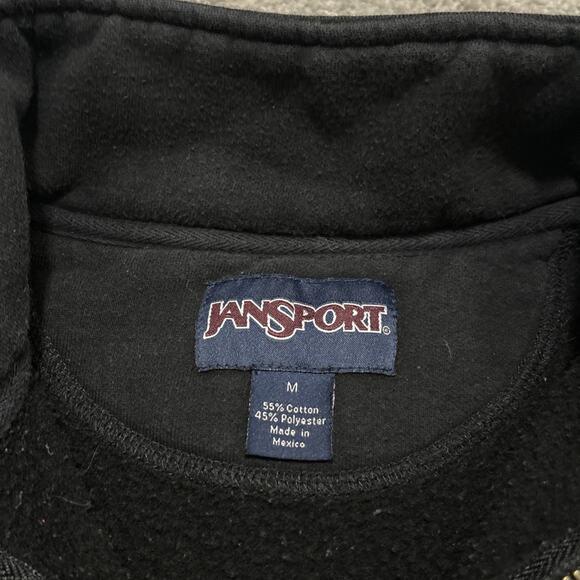 JANSPORT®
M
55% Cotton
45% Polyester
Made in
Mexico